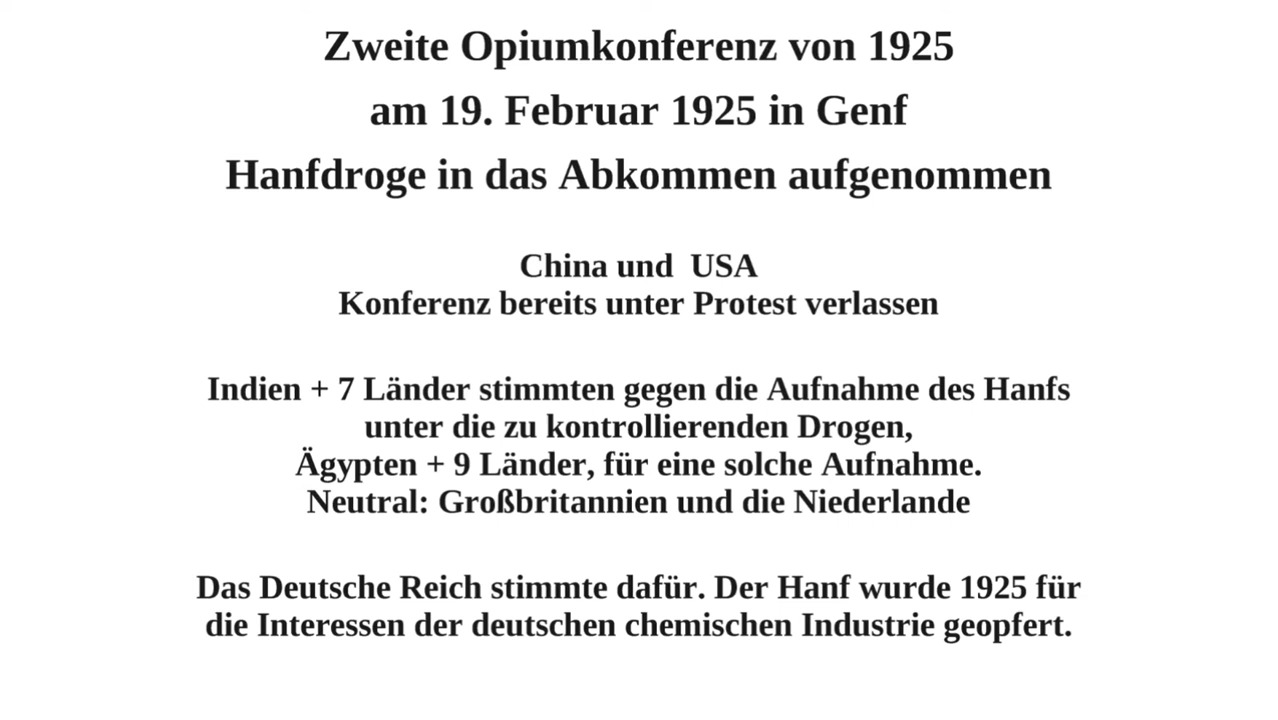 Zweite Opiumkonferenz von 1925
am 19. Februar 1925 in Genf
Hanfdroge in das Abkommen aufgenommen
China und  USA
Konferenz bereits unter Protest verlassen
Indien + 7 Länder stimmten gegen die Aufnahme des Hanfs
unter die zu kontrollierenden Drogen,
Ägypten + 9 Länder, für eine solche Aufnahme.
Neutral: Großbritannien und die Niederlande
Das Deutsche Reich stimmte dafür. Der Hanf wurde 1925 für
die Interessen der deutschen chemischen Industrie geopfert.